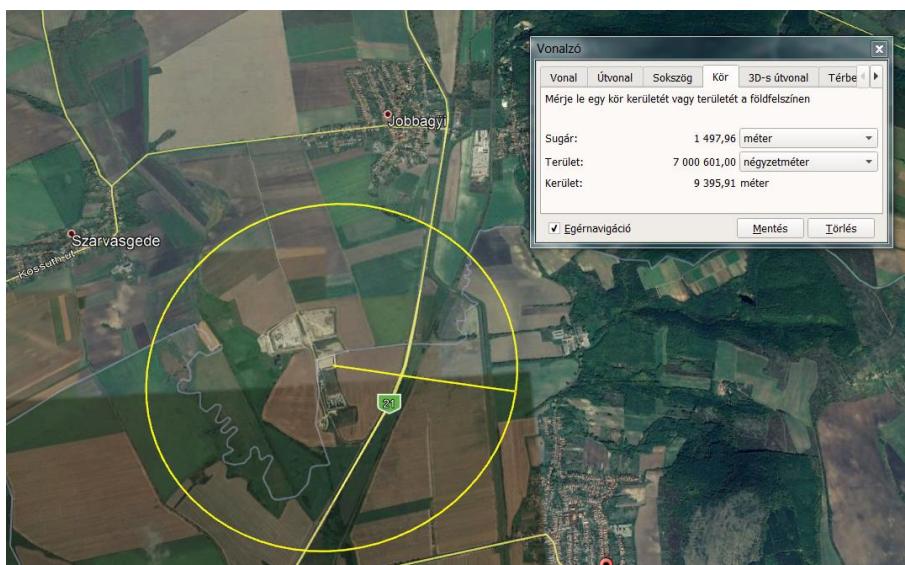 Vonalzó
Vonal Útvonal Sokszög Kör 3D-s útvonal Térbe
Mérje le egy kör kerületét vagy területét a földfelszínen
Sugár: 1 497,96 méter
Terület: 7 000 601,00 négyzetméter
Kerület: 9 395,91 méter
Egérnavigáció Mentés Törlés
Jobbágyi
Szarvasgede
Kossuth út
21